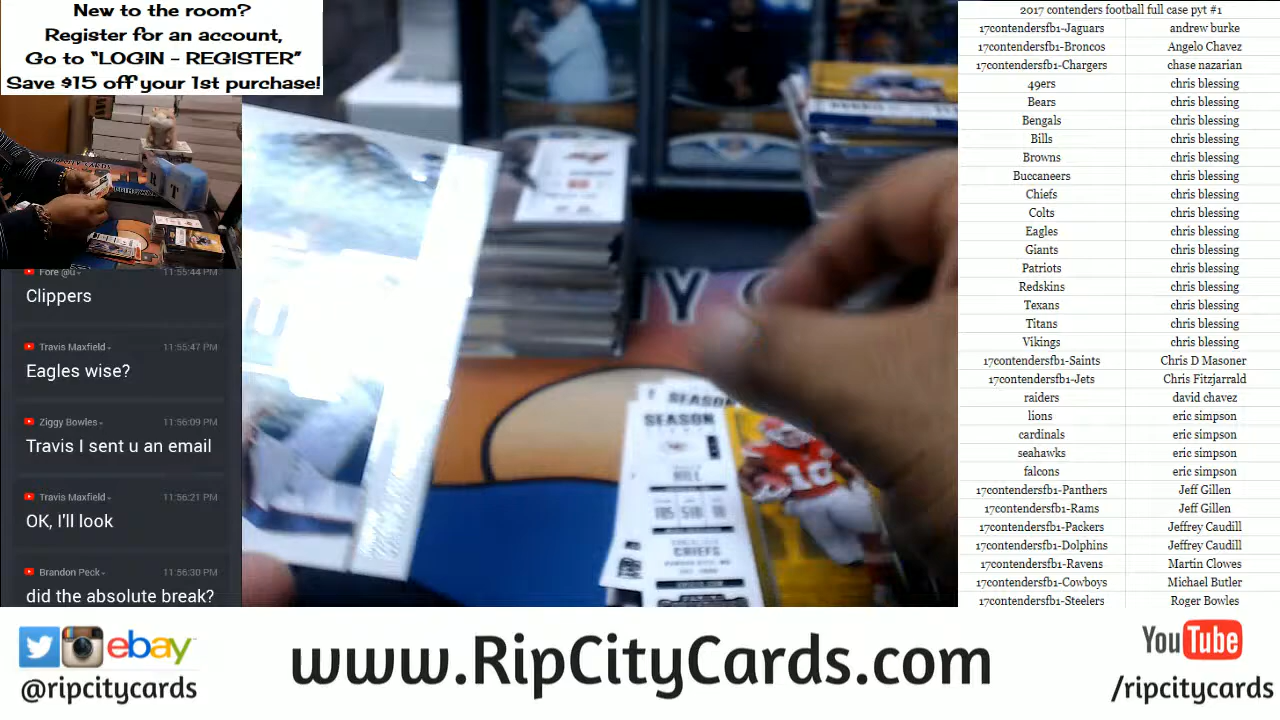 New to the room?
Register for an account,
Go to “LOGIN - REGISTER”
Save $15 off your 1st purchase!
Fore @u 11:55:44 PM
Clippers
Travis Maxfield 11:55:47 PM
Eagles wise?
Ziggy Bowles 11:56:09 PM
Travis I sent u an email
Travis Maxfield 11:56:21 PM
OK, I'll look
Brandon Peck 11:56:30 PM
did the absolute break?
Y
SEASON
SEASON
HILL
CHIEFS
10
2017 contenders football full case pyt #1
17contendersfb1-Jaguars andrew burke
17contendersfb1-Broncos Angelo Chavez
17contendersfb1-Chargers chase nazarian
49ers chris blessing
Bears chris blessing
Bengals chris blessing
Bills chris blessing
Browns chris blessing
Buccaneers chris blessing
Chiefs chris blessing
Colts chris blessing
Eagles chris blessing
Giants chris blessing
Patriots chris blessing
Redskins chris blessing
Texans chris blessing
Titans chris blessing
Vikings chris blessing
17contendersfb1-Saints Chris D Masoner
17contendersfb1-Jets Chris Fitzjarrald
raiders david chavez
lions eric simpson
cardinals eric simpson
seahawks eric simpson
falcons eric simpson
17contendersfb1-Panthers Jeff Gillen
17contendersfb1-Rams Jeff Gillen
17contendersfb1-Packers Jeffrey Caudill
17contendersfb1-Dolphins Jeffrey Caudill
17contendersfb1-Ravens Martin Clowes
17contendersfb1-Cowboys Michael Butler
17contendersfb1-Steelers Roger Bowles
ebay
@ripcitycards
www.RipCityCards.com
YouTube
/ripcitycards